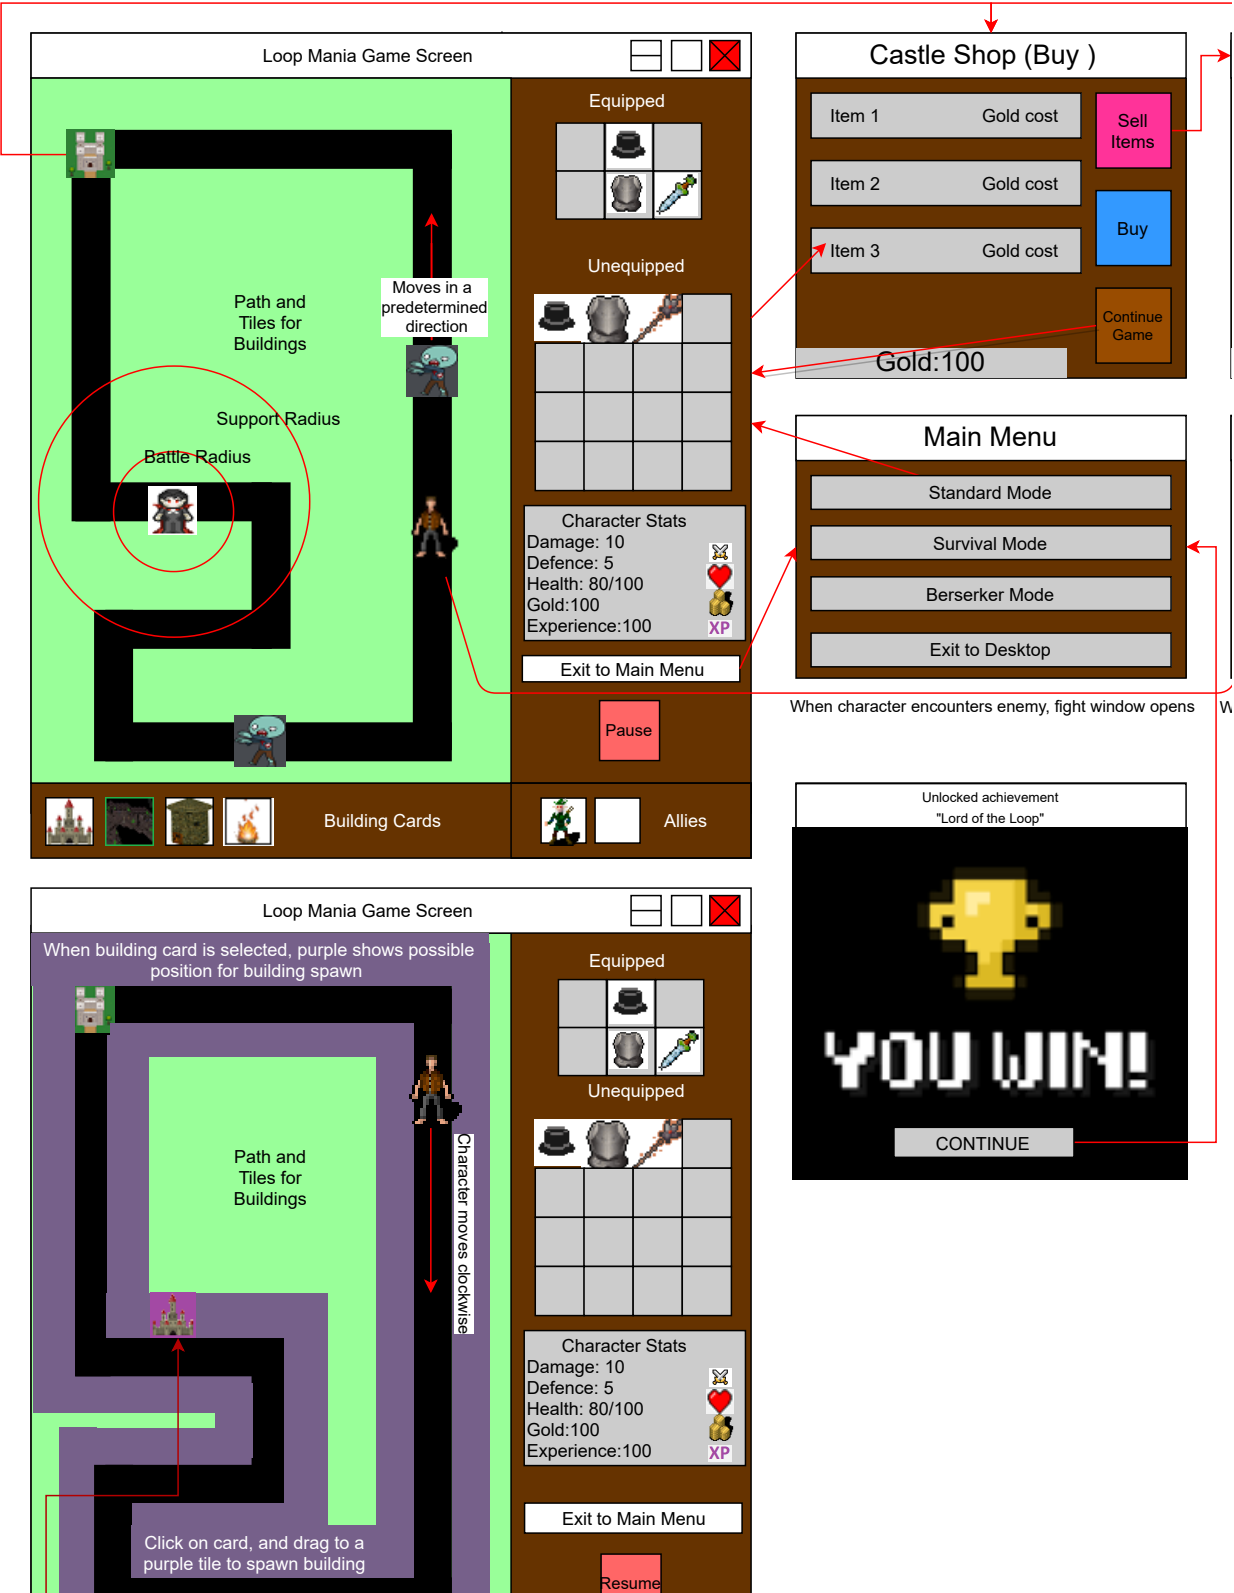 Loop Mania Game Screen
Equipped
Unequipped
Moves in a
predetermined
direction
Path and
Tiles for
Buildings
Support Radius
Battle Radius
Character Stats
Damage: 10
Defence: 5
Health: 80/100
Gold:100
Experience:100
XP
Exit to Main Menu
Pause
Building Cards
Allies
Castle Shop (Buy )
Item 1 Gold cost
Item 2 Gold cost
Item 3 Gold cost
Sell
Items
Buy
Continue
Game
Gold:100
Main Menu
Standard Mode
Survival Mode
Berserker Mode
Exit to Desktop
When character encounters enemy, fight window opens
W
Unlocked achievement
"Lord of the Loop"
YOU WIN!
CONTINUE
Loop Mania Game Screen
When building card is selected, purple shows possible
position for building spawn
Equipped
Unequipped
Path and
Tiles for
Buildings
Character moves clockwise
Character Stats
Damage: 10
Defence: 5
Health: 80/100
Gold:100
Experience:100
XP
Exit to Main Menu
Resume
Click on card, and drag to a
purple tile to spawn building